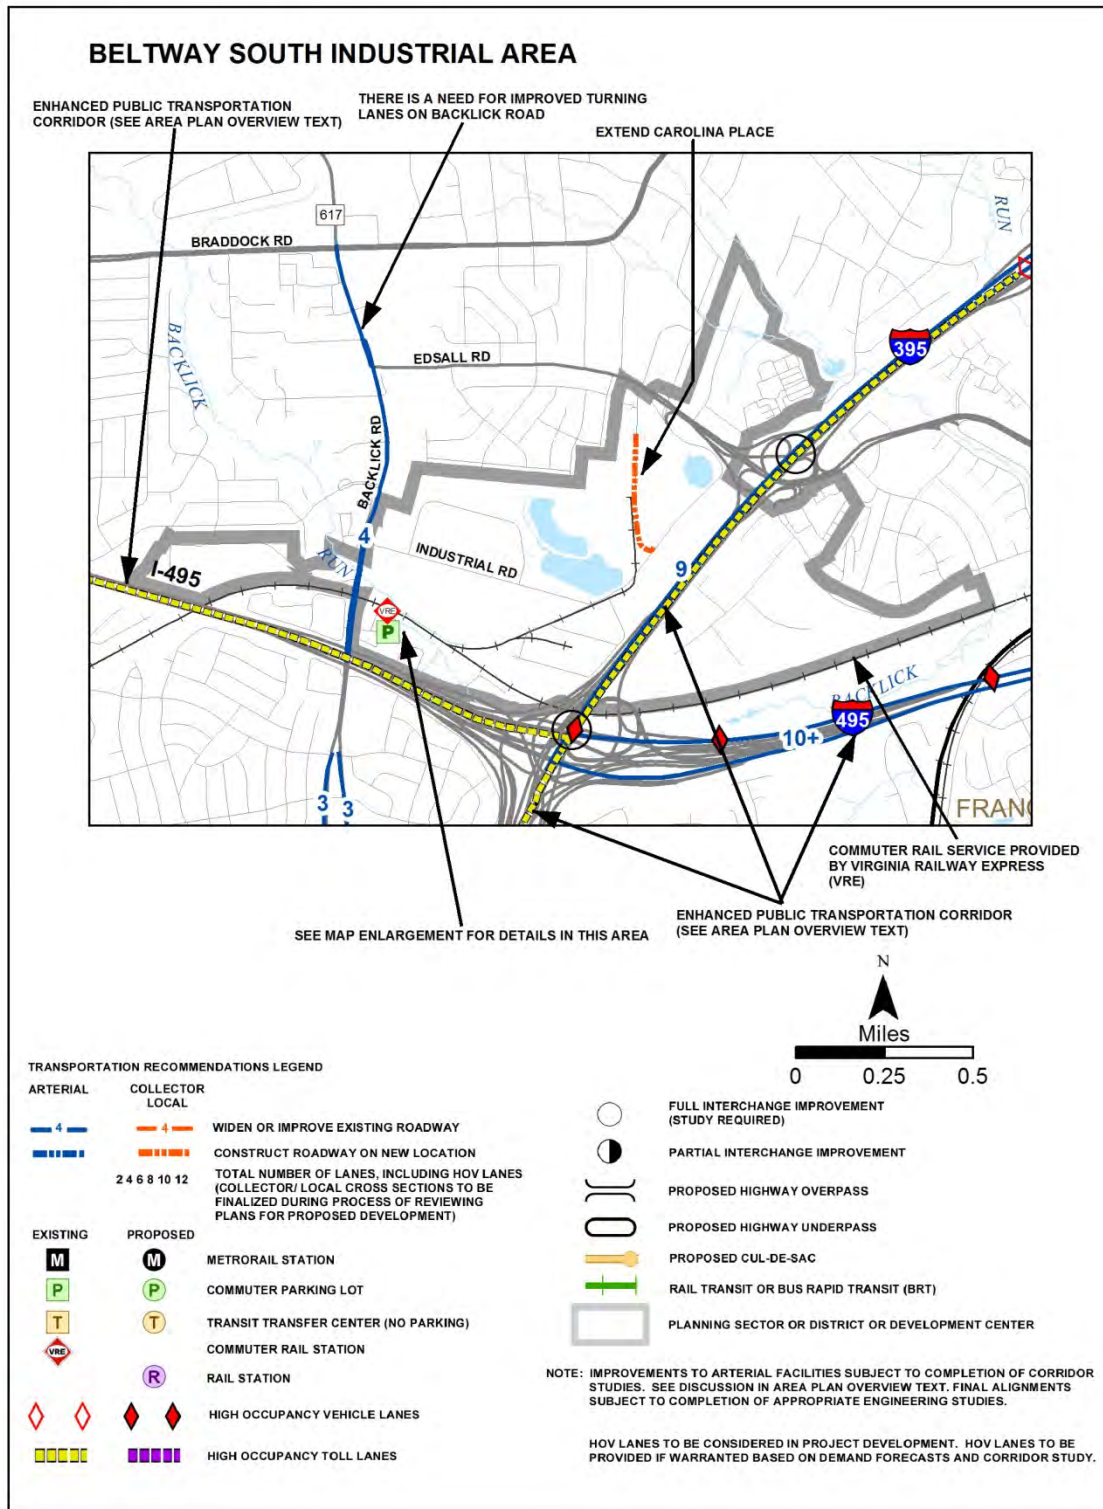 BELTWAY SOUTH INDUSTRIAL AREA
ENHANCED PUBLIC TRANSPORTATION
CORRIDOR (SEE AREA PLAN OVERVIEW TEXT)
THERE IS A NEED FOR IMPROVED TURNING
LANES ON BACKLICK ROAD
EXTEND CAROLINA PLACE
617
BRADDOCK RD
RUN
BACKLICK
395
EDSALL RD
BACKLICK RD
4
INDUSTRIAL RD
RUN
I-495
9
VRE
P
BACKLICK
495
10+
3
3
FRANC
COMMUTER RAIL SERVICE PROVIDED
BY VIRGINIA RAILWAY EXPRESS
(VRE)
ENHANCED PUBLIC TRANSPORTATION CORRIDOR
(SEE AREA PLAN OVERVIEW TEXT)
SEE MAP ENLARGEMENT FOR DETAILS IN THIS AREA
N
Miles
0 0.25 0.5
TRANSPORTATION RECOMMENDATIONS LEGEND
ARTERIAL
COLLECTOR
LOCAL
4 4 WIDEN OR IMPROVE EXISTING ROADWAY
CONSTRUCT ROADWAY ON NEW LOCATION
2 4 6 8 10 12 TOTAL NUMBER OF LANES, INCLUDING HOV LANES
(COLLECTOR/ LOCAL CROSS SECTIONS TO BE
FINALIZED DURING PROCESS OF REVIEWING
PLANS FOR PROPOSED DEVELOPMENT)
EXISTING PROPOSED
M M METRORAIL STATION
P P COMMUTER PARKING LOT
T T TRANSIT TRANSFER CENTER (NO PARKING)
VRE COMMUTER RAIL STATION
R RAIL STATION
HIGH OCCUPANCY VEHICLE LANES
HIGH OCCUPANCY TOLL LANES
FULL INTERCHANGE IMPROVEMENT
(STUDY REQUIRED)
PARTIAL INTERCHANGE IMPROVEMENT
PROPOSED HIGHWAY OVERPASS
PROPOSED HIGHWAY UNDERPASS
PROPOSED CUL-DE-SAC
RAIL TRANSIT OR BUS RAPID TRANSIT (BRT)
PLANNING SECTOR OR DISTRICT OR DEVELOPMENT CENTER
NOTE: IMPROVEMENTS TO ARTERIAL FACILITIES SUBJECT TO COMPLETION OF CORRIDOR
STUDIES. SEE DISCUSSION IN AREA PLAN OVERVIEW TEXT. FINAL ALIGNMENTS
SUBJECT TO COMPLETION OF APPROPRIATE ENGINEERING STUDIES.
HOV LANES TO BE CONSIDERED IN PROJECT DEVELOPMENT. HOV LANES TO BE
PROVIDED IF WARRANTED BASED ON DEMAND FORECASTS AND CORRIDOR STUDY.